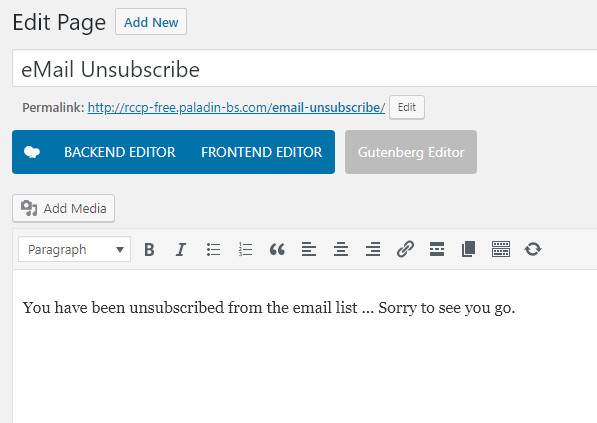 Edit Page Add New
eMail Unsubscribe
Permalink: http://rccp-free.paladin-bs.com/email-unsubscribe/ Edit
BACKEND EDITOR FRONTEND EDITOR Gutenberg Editor
Add Media
Paragraph B I
You have been unsubscribed from the email list ... Sorry to see you go.